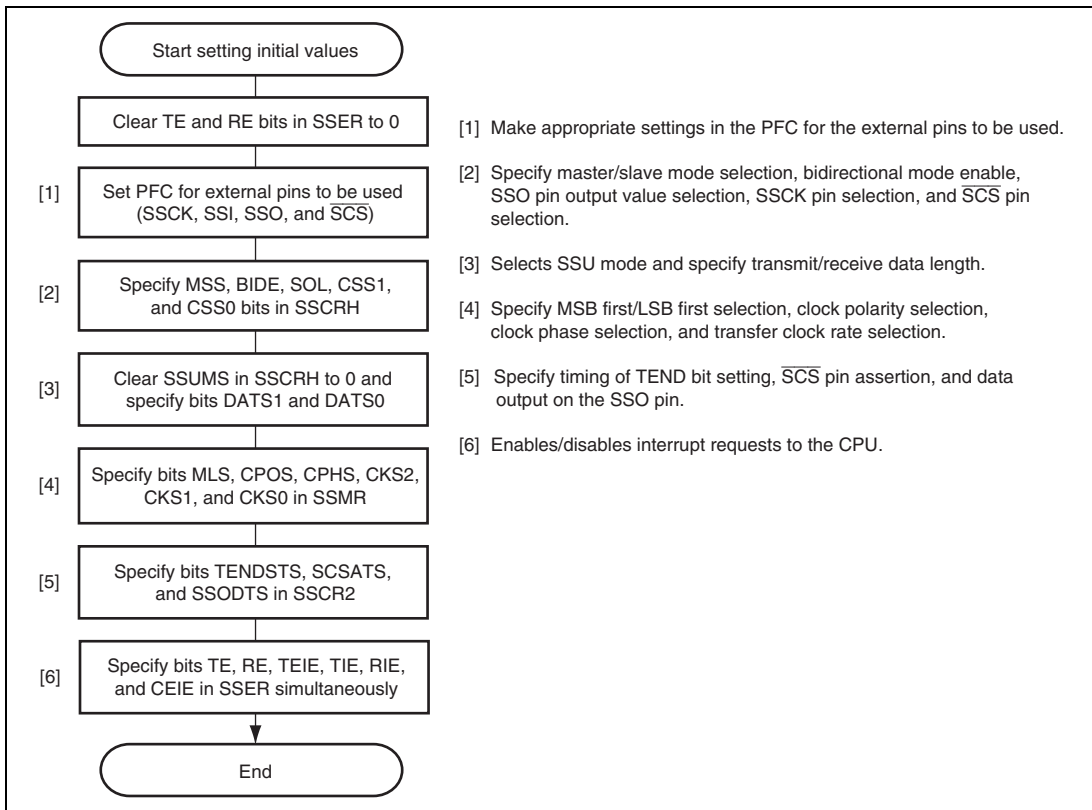 Start setting initial values
Clear TE and RE bits in SSER to 0
[1]
Set PFC for external pins to be used
(SSCK, SSI, SSO, and S̅C̅S̅)
[2]
Specify MSS, BIDE, SOL, CSS1,
and CSS0 bits in SSCRH
[3]
Clear SSUMS in SSCRH to 0 and
specify bits DATS1 and DATS0
[4]
Specify bits MLS, CPOS, CPHS, CKS2,
CKS1, and CKS0 in SSMR
[5]
Specify bits TENDSTS, SCSATS,
and SSODTS in SSCR2
[6]
Specify bits TE, RE, TEIE, TIE, RIE,
and CEIE in SSER simultaneously
End
[1] Make appropriate settings in the PFC for the external pins to be used.
[2] Specify master/slave mode selection, bidirectional mode enable,
SSO pin output value selection, SSCK pin selection, and S̅C̅S̅ pin
selection.
[3] Selects SSU mode and specify transmit/receive data length.
[4] Specify MSB first/LSB first selection, clock polarity selection,
clock phase selection, and transfer clock rate selection.
[5] Specify timing of TEND bit setting, S̅C̅S̅ pin assertion, and data
output on the SSO pin.
[6] Enables/disables interrupt requests to the CPU.